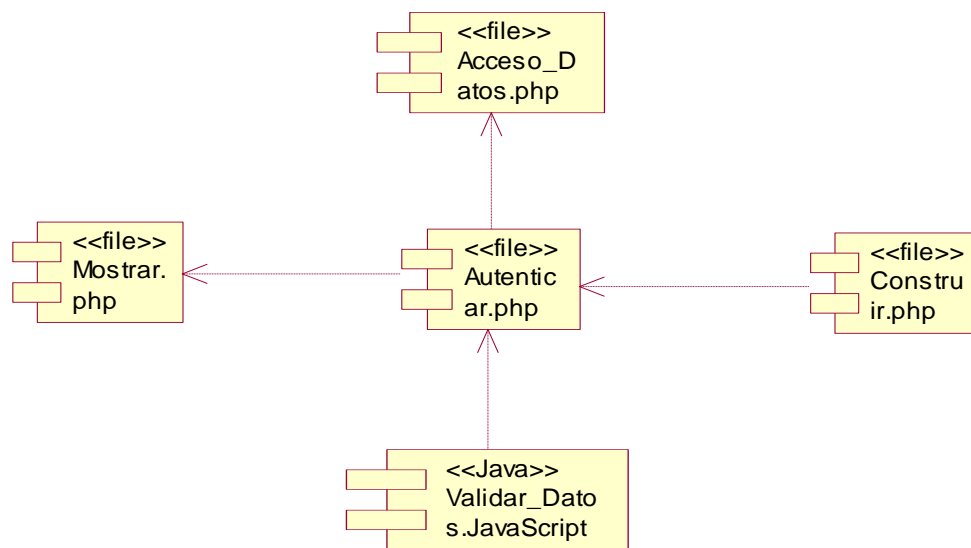 <<file>>
Acceso_D
atos.php
<<file>>
Mostrar.
php
<<file>>
Autentic
ar.php
<<file>>
Constru
ir.php
<<Java>>
Validar_Dato
s.JavaScript